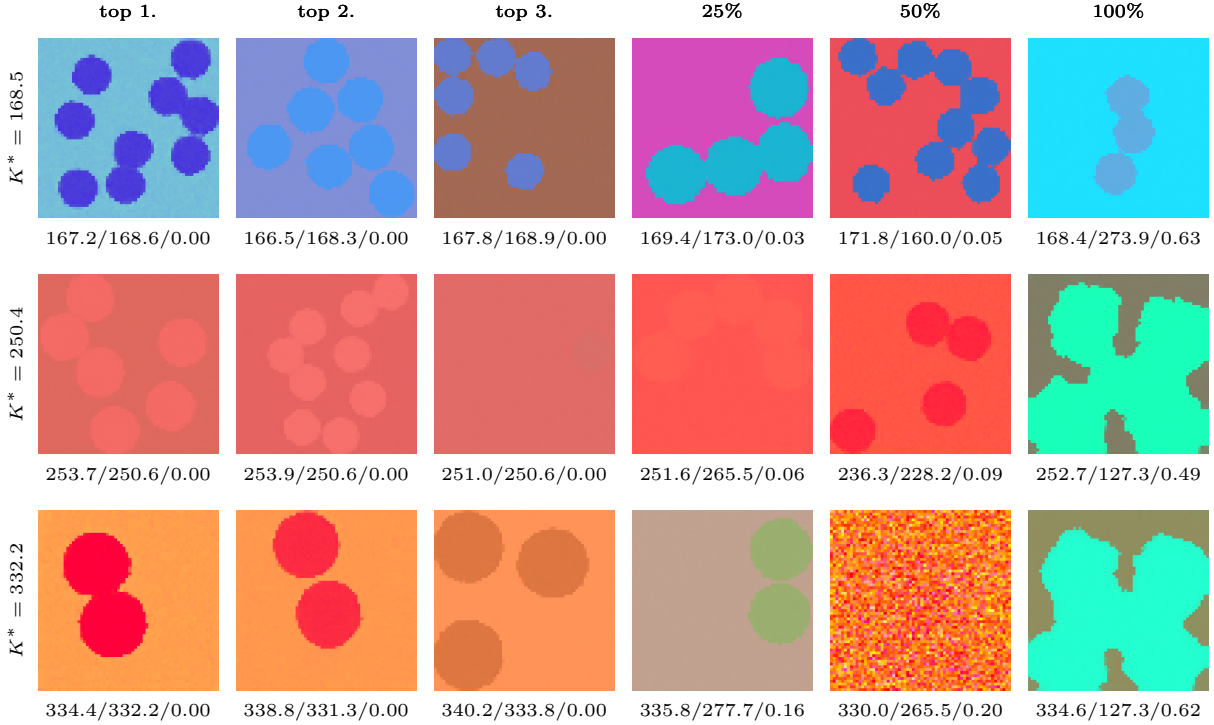 top 1. top 2. top 3. 25% 50% 100%
K* = 168.5
167.2/168.6/0.00 166.5/168.3/0.00 167.8/168.9/0.00 169.4/173.0/0.03 171.8/160.0/0.05 168.4/273.9/0.63
K* = 250.4
253.7/250.6/0.00 253.9/250.6/0.00 251.0/250.6/0.00 251.6/265.5/0.06 236.3/228.2/0.09 252.7/127.3/0.49
K* = 332.2
334.4/332.2/0.00 338.8/331.3/0.00 340.2/333.8/0.00 335.8/277.7/0.16 330.0/265.5/0.20 334.6/127.3/0.62